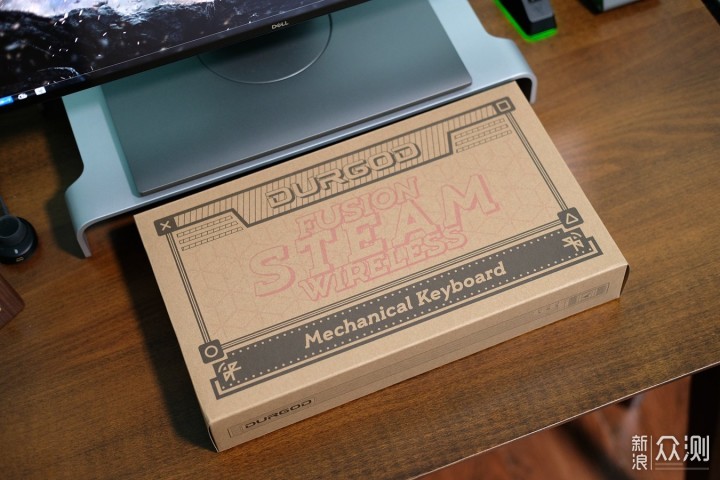 DELL
DURGOD
FUSION
STEAM
WIRELESS
Mechanical Keyboard
DURGOD
新浪 众测